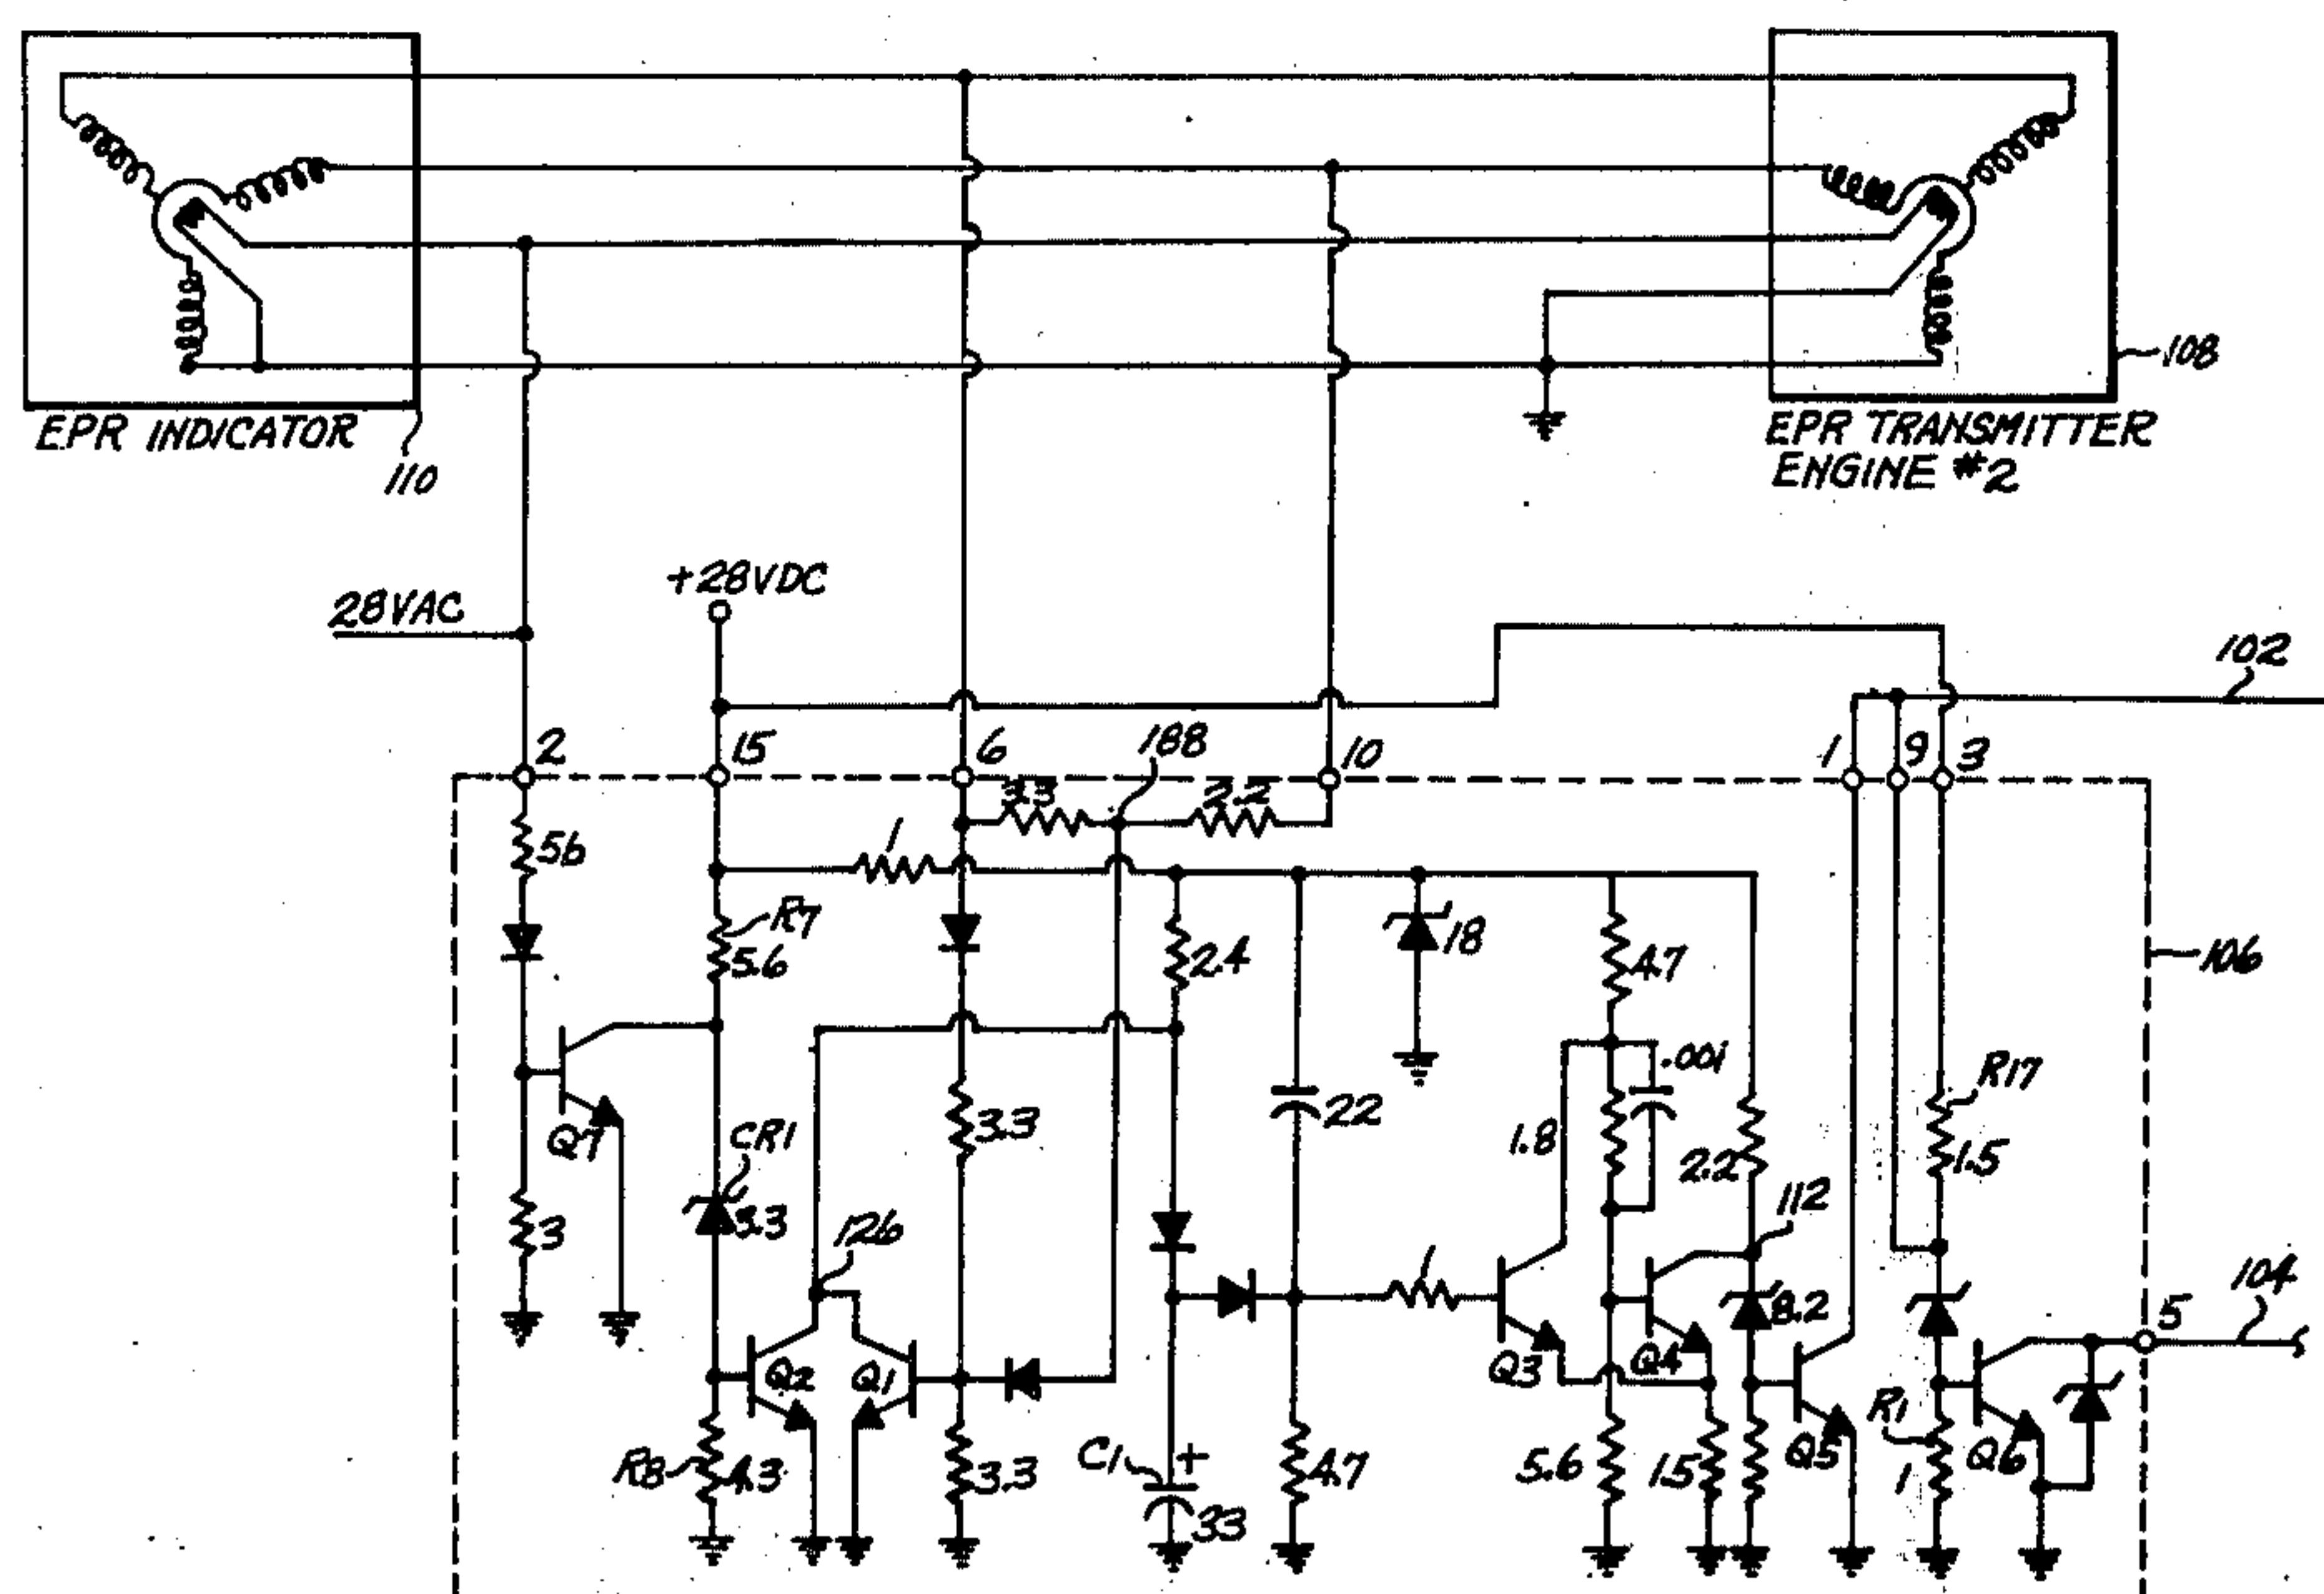 EPR INDICATOR
110
108
EPR TRANSMITTER
ENGINE #2
+28VDC
28VAC
102
2
15
6
188
10
1
9
3
3.3
2.2
56
1
R7
5.6
2.4
18
4.7
106
.001
R17
Q7
CR1
3.3
3.3
22
1.8
2.2
1.5
112
3
126
1
8.2
5
104
Q2
Q1
Q3
Q4
R1
R8
4.3
3.3
C1
+
33
4.7
5.6
1.5
Q5
1
Q6